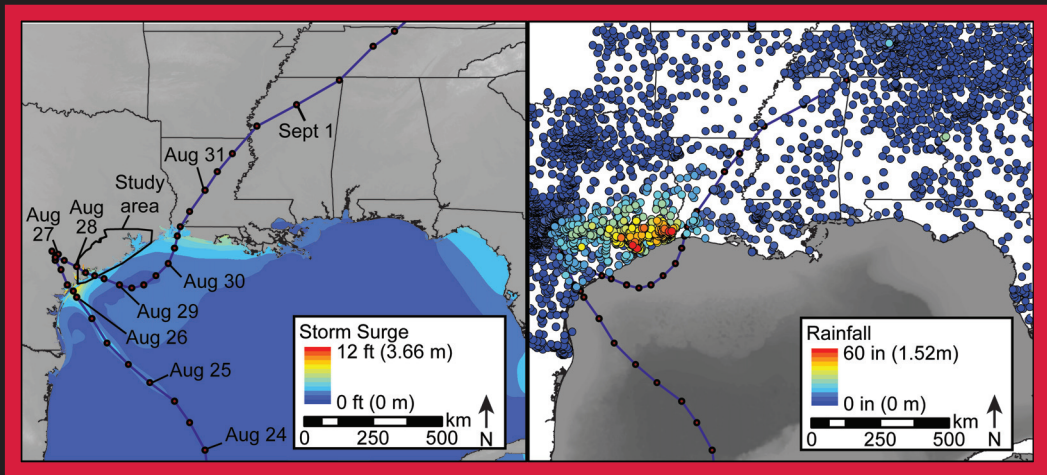 Sept 1
Aug 31
Study
area
Aug
27
Aug
28
Aug 30
Aug 29
Aug 26
Aug 25
Aug 24
Storm Surge
12 ft (3.66 m)
0 ft (0 m)
km
0 250 500
N
Rainfall
60 in (1.52m)
0 in (0 m)
km
0 250 500
N